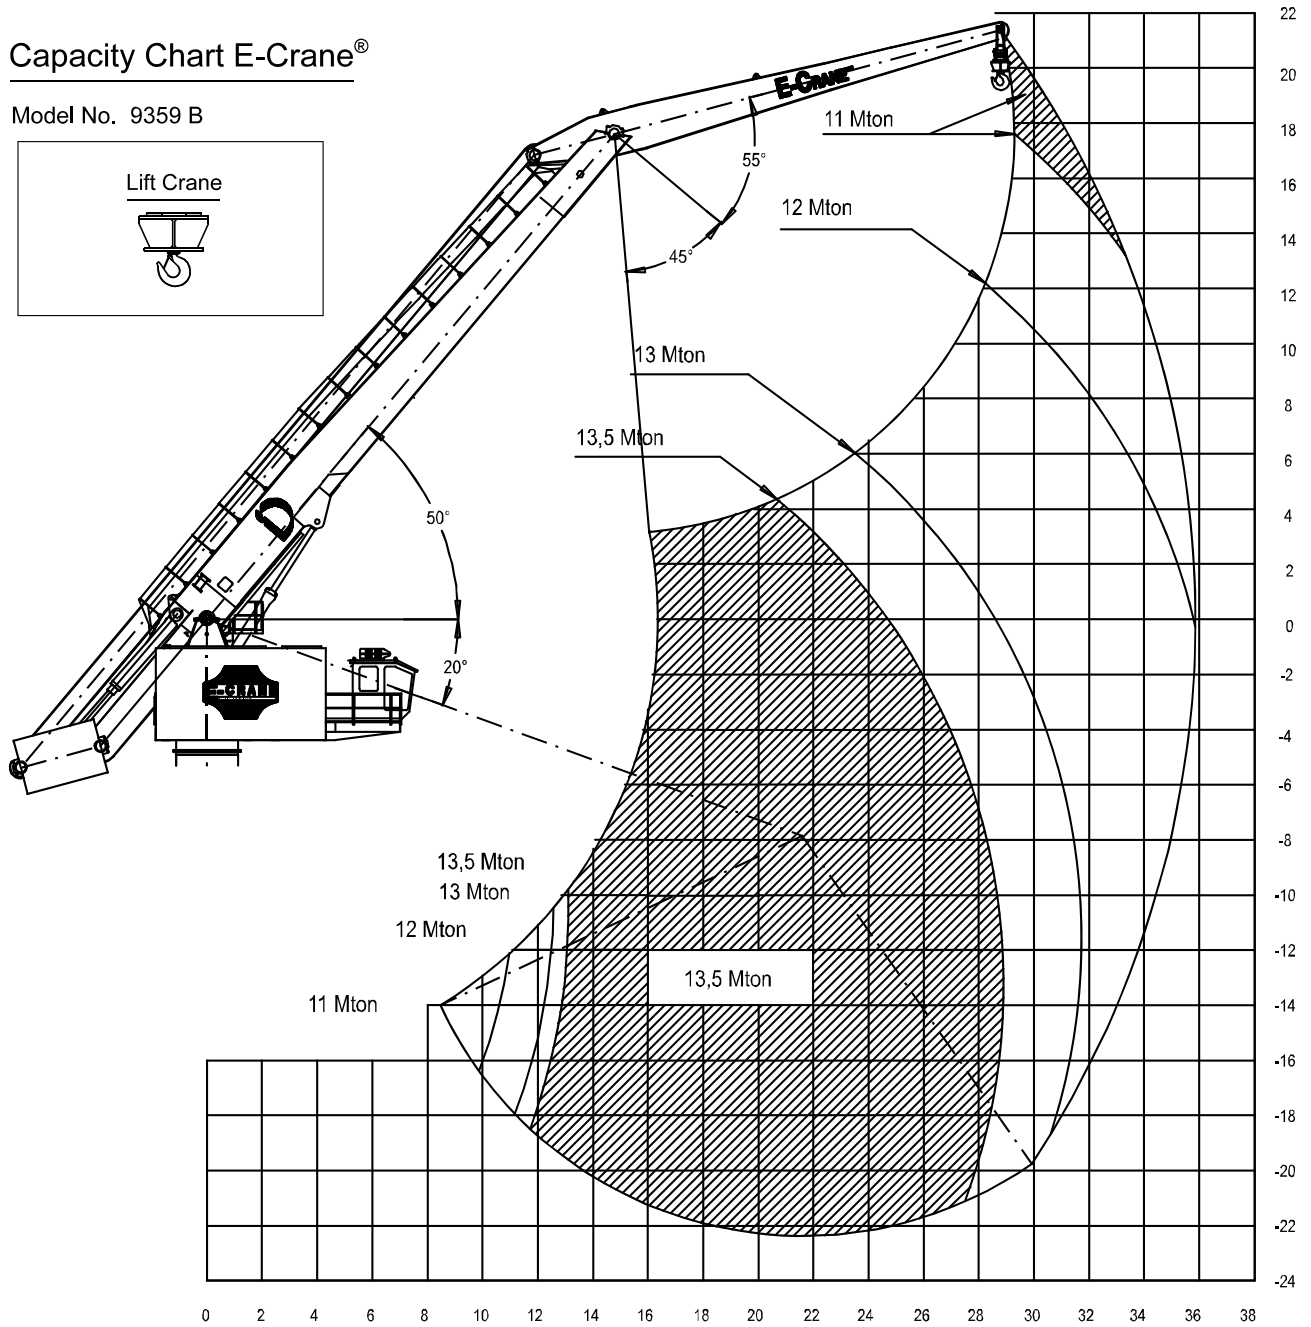 Capacity Chart E-Crane®
Model No. 9359 B
Lift Crane
E-CRANE
11 Mton
55°
12 Mton
45°
13 Mton
13,5 Mton
50°
20°
E-CRANE
13,5 Mton
13 Mton
12 Mton
13,5 Mton
11 Mton
22
20
18
16
14
12
10
8
6
4
2
0
-2
-4
-6
-8
-10
-12
-14
-16
-18
-20
-22
-24
0 2 4 6 8 10 12 14 16 18 20 22 24 26 28 30 32 34 36 38